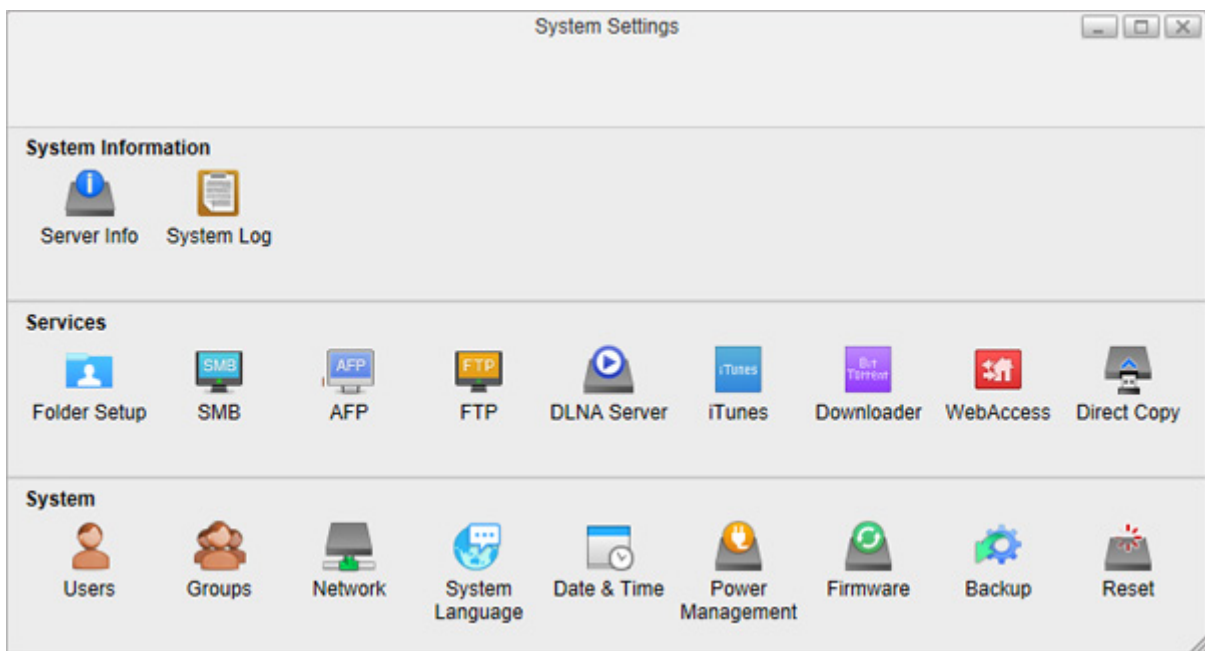 System Settings
System Information
Server Info
System Log
Services
SMB
AFP
FTP
iTunes
Bit
Torrent
Folder Setup
SMB
AFP
FTP
DLNA Server
iTunes
Downloader
WebAccess
Direct Copy
System
Users
Groups
Network
System
Language
Date & Time
Power
Management
Firmware
Backup
Reset